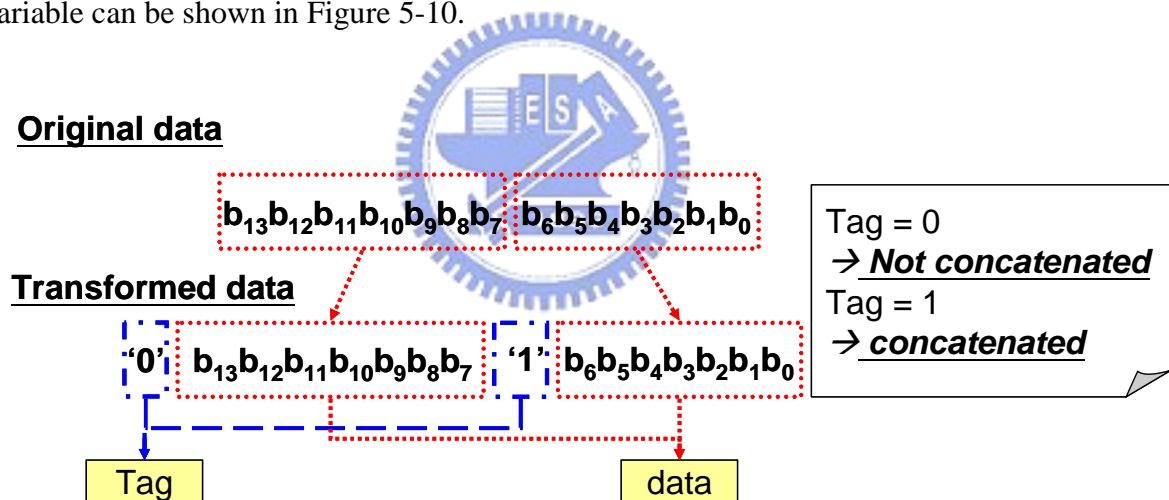 ariable can be shown in Figure 5-10.
ESA
Original data
b₁₃b₁₂b₁₁b₁₀b₉b₈b₇ b₆b₅b₄b₃b₂b₁b₀
Tag = 0
→ Not concatenated
Tag = 1
→ concatenated
Transformed data
‘0’ b₁₃b₁₂b₁₁b₁₀b₉b₈b₇ ‘1’ b₆b₅b₄b₃b₂b₁b₀
Tag data